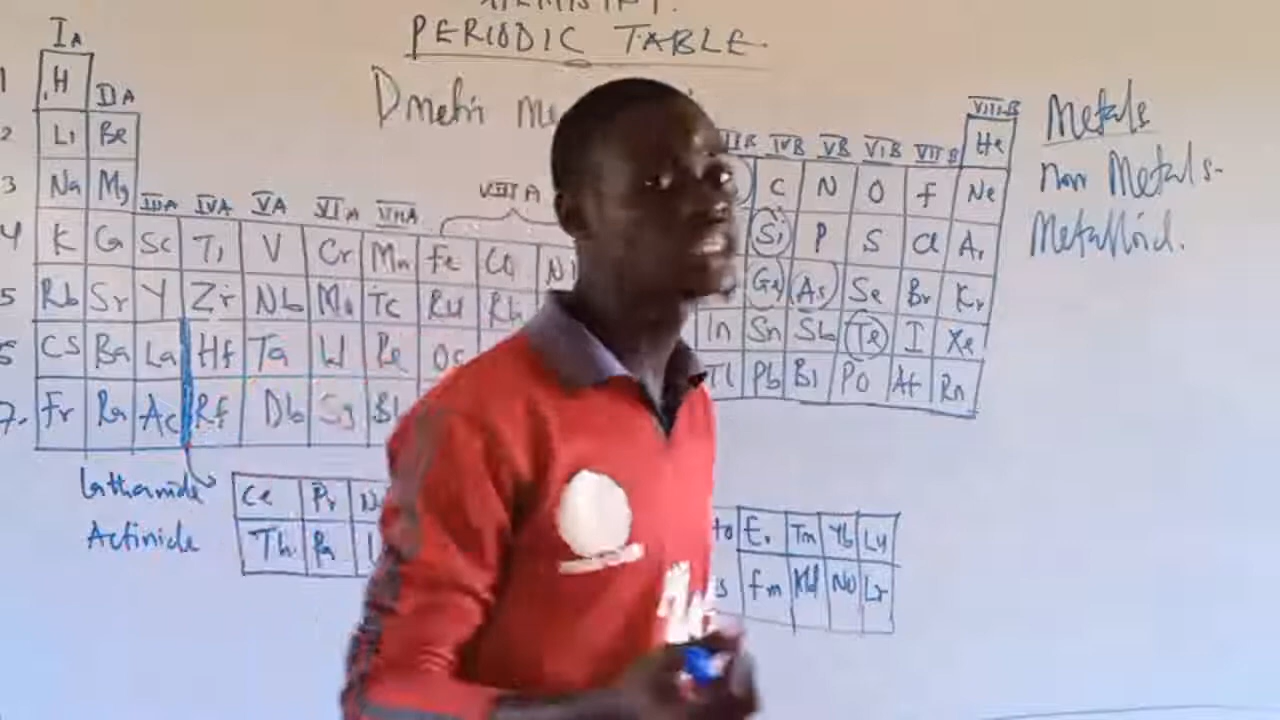 PERIODIC TABLE
IA
1 H IIA VIIIB Metals
2 Li Be IVB VB VIB VIIB He
3 Na Mg IIIA IVA VA VIA VIIA VIIIA C N O F Ne non Metals
4 K Sc Ti V Cr Mn Fe CO Ni Si P S Cl Ar Metalloid.
5 Rb Sr Y Zr Nb Mo Tc Ru Rh Ge As Se Br Kr
CS Ba La Hf Ta W Re Os In Sn Sb Te I Xe
7. Fr Ra Ac Rf Db Sg Tl Pb Bi PO At Rn
Lathanide Ce Pr Tm Yb Lu
Actinide Th Pa fm Md NO Lr